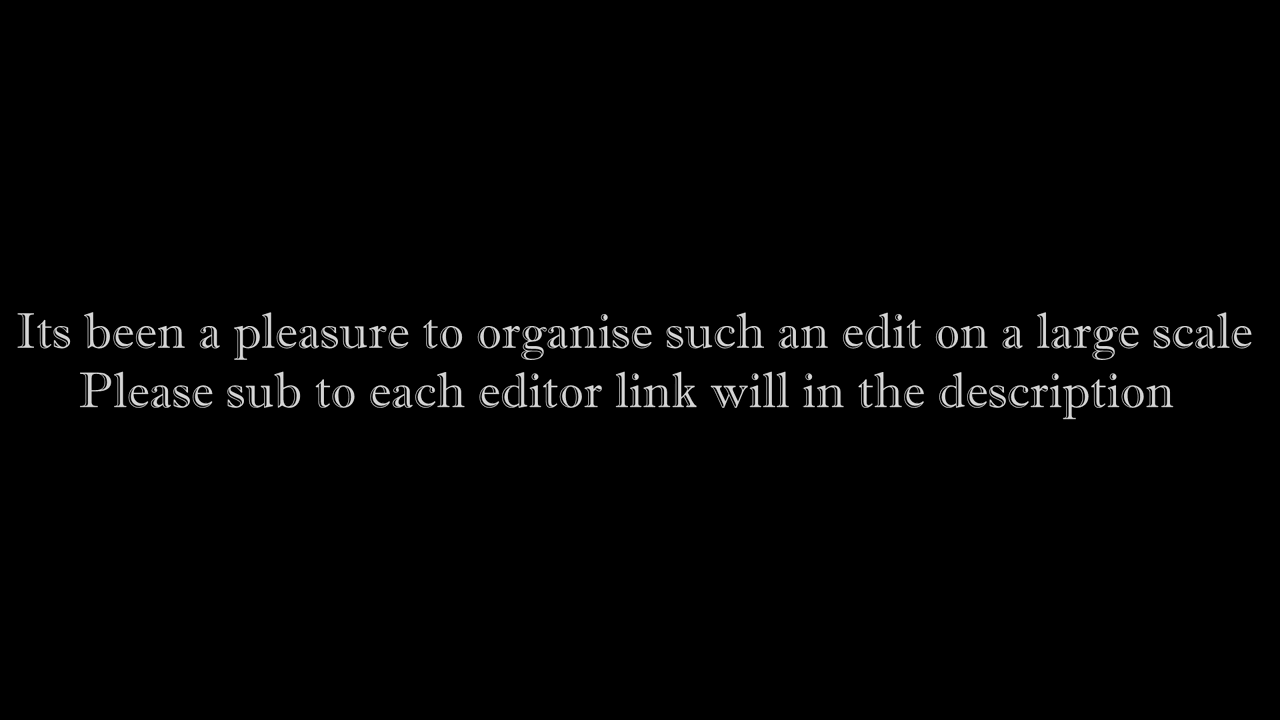 Its been a pleasure to organise such an edit on a large scale
Please sub to each editor link will in the description